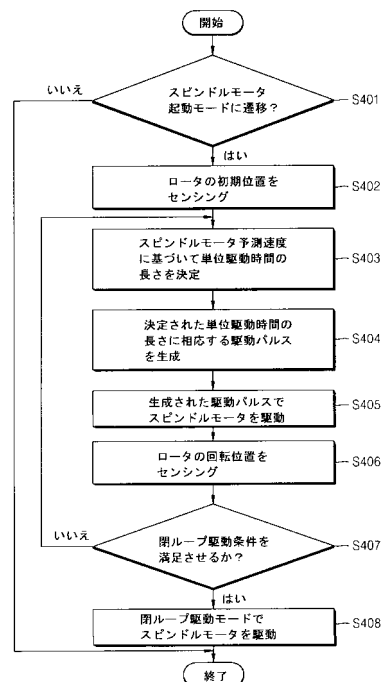 開始
スピンドルモータ
起動モードに遷移？
S401
いいえ
はい
ロータの初期位置を
センシング
S402
スピンドルモータ予測速度
に基づいて単位駆動時間の
長さを決定
S403
決定された単位駆動時間の
長さに相応する駆動パルス
を生成
S404
生成された駆動パルスで
スピンドルモータを駆動
S405
ロータの回転位置を
センシング
S406
いいえ
閉ループ駆動条件を
満足させるか？
S407
はい
閉ループ駆動モードで
スピンドルモータを駆動
S408
終了